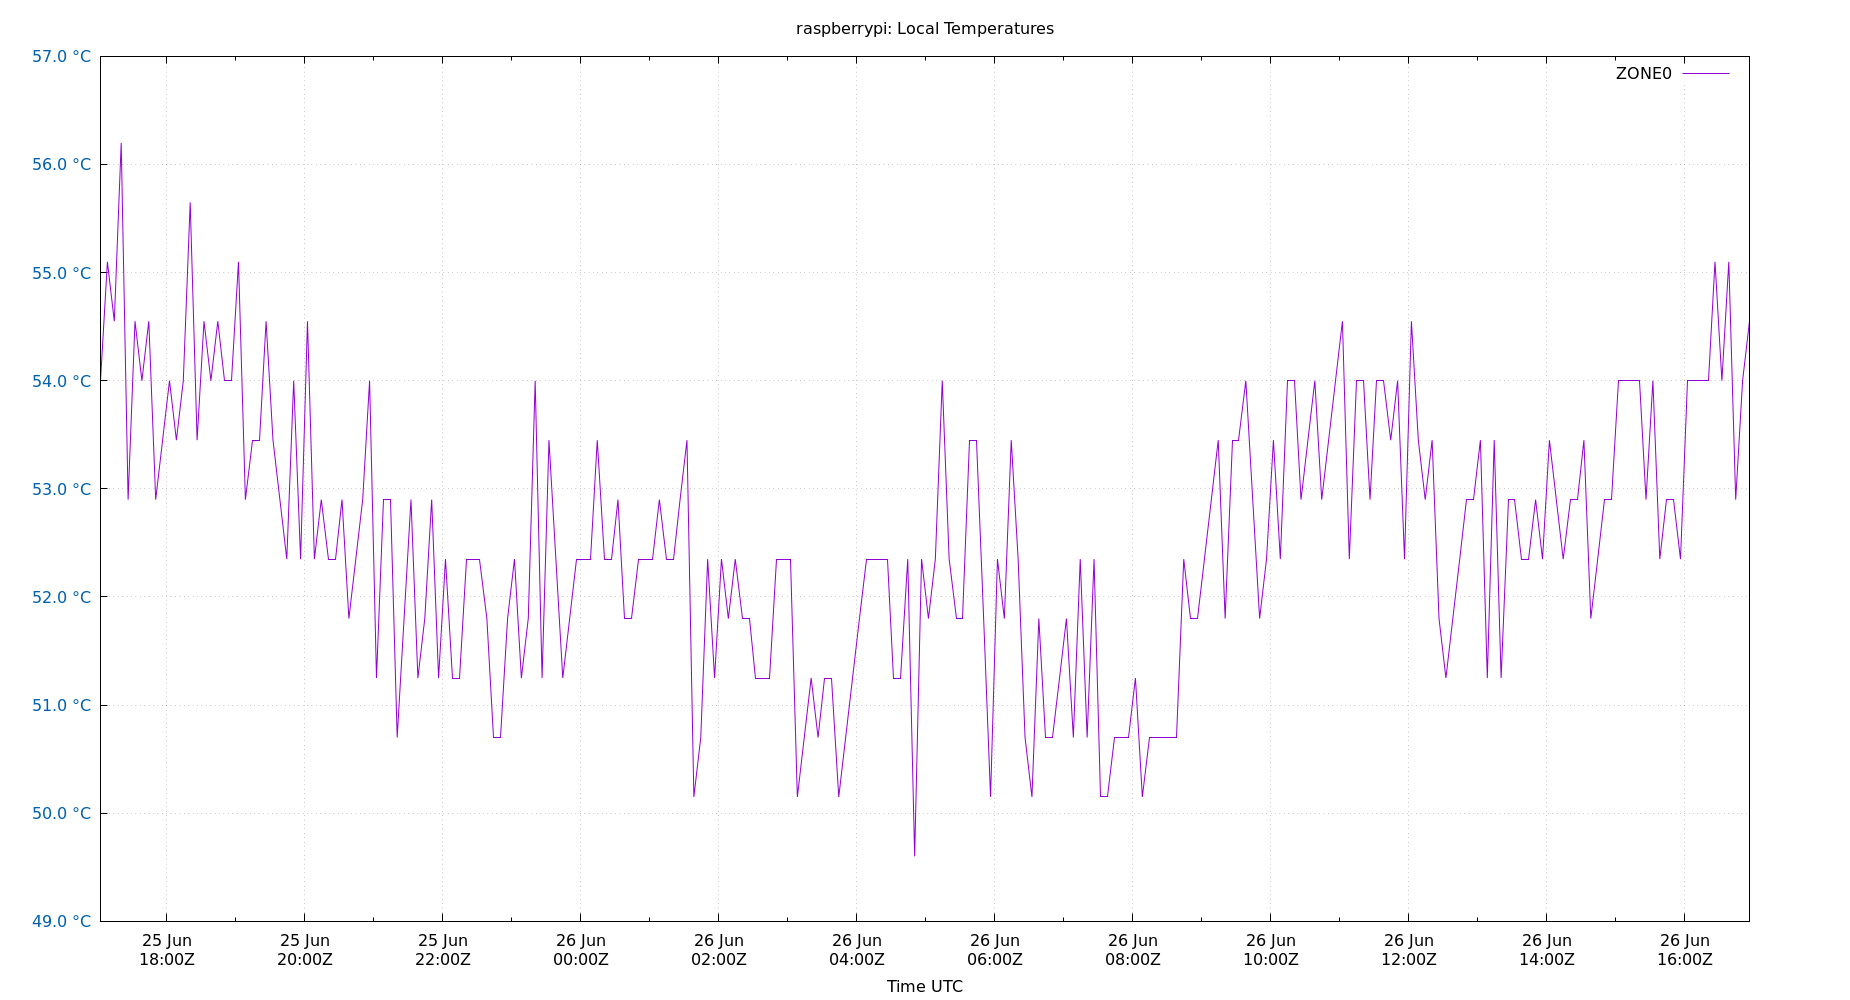 raspberrypi: Local Temperatures
57.0 °C
ZONE0
56.0 °C
55.0 °C
54.0 °C
53.0 °C
52.0 °C
51.0 °C
50.0 °C
49.0 °C
25 Jun 25 Jun 25 Jun 26 Jun 26 Jun 26 Jun 26 Jun 26 Jun 26 Jun 26 Jun 26 Jun 26 Jun
18:00Z 20:00Z 22:00Z 00:00Z 02:00Z 04:00Z 06:00Z 08:00Z 10:00Z 12:00Z 14:00Z 16:00Z
Time UTC